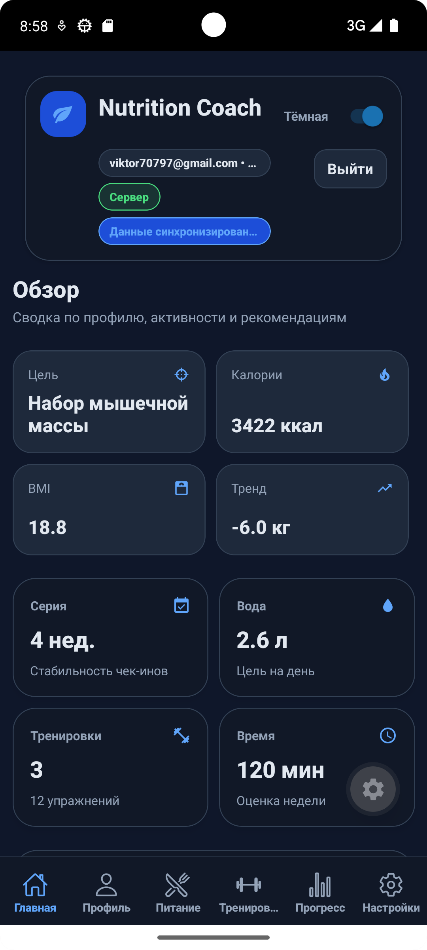 8:58
3G
Nutrition Coach
Тёмная
viktor70797@gmail.com • ...
Выйти
Сервер
Данные синхронизирован...
Обзор
Сводка по профилю, активности и рекомендациям
Цель
Набор мышечной
массы
Калории
3422 ккал
BMI
18.8
Тренд
-6.0 кг
Серия
4 нед.
Стабильность чек-инов
Вода
2.6 л
Цель на день
Тренировки
3
12 упражнений
Время
120 мин
Оценка недели
Главная
Профиль
Питание
Трениров...
Прогресс
Настройки